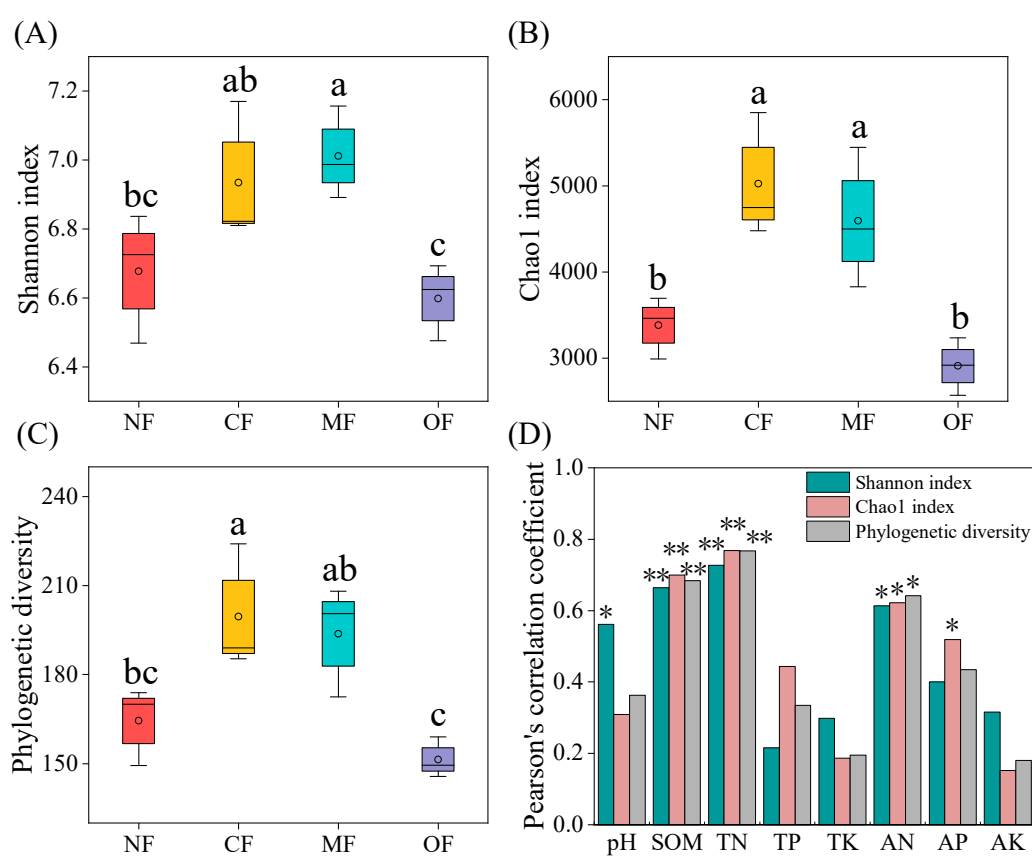 (A)
Shannon index
7.2
7.0
6.8
6.6
6.4
bc
ab
a
c
NF CF MF OF
(B)
Chao1 index
6000
5000
4000
3000
b
a
a
b
NF CF MF OF
(C)
Phylogenetic diversity
240
210
180
150
bc
a
ab
c
NF CF MF OF
(D)
Pearson's correlation coefficient
1.0
0.8
0.6
0.4
0.2
0.0
Shannon index
Chao1 index
Phylogenetic diversity
*
** ** **
** ** **
* * *
*
pH SOM TN TP TK AN AP AK